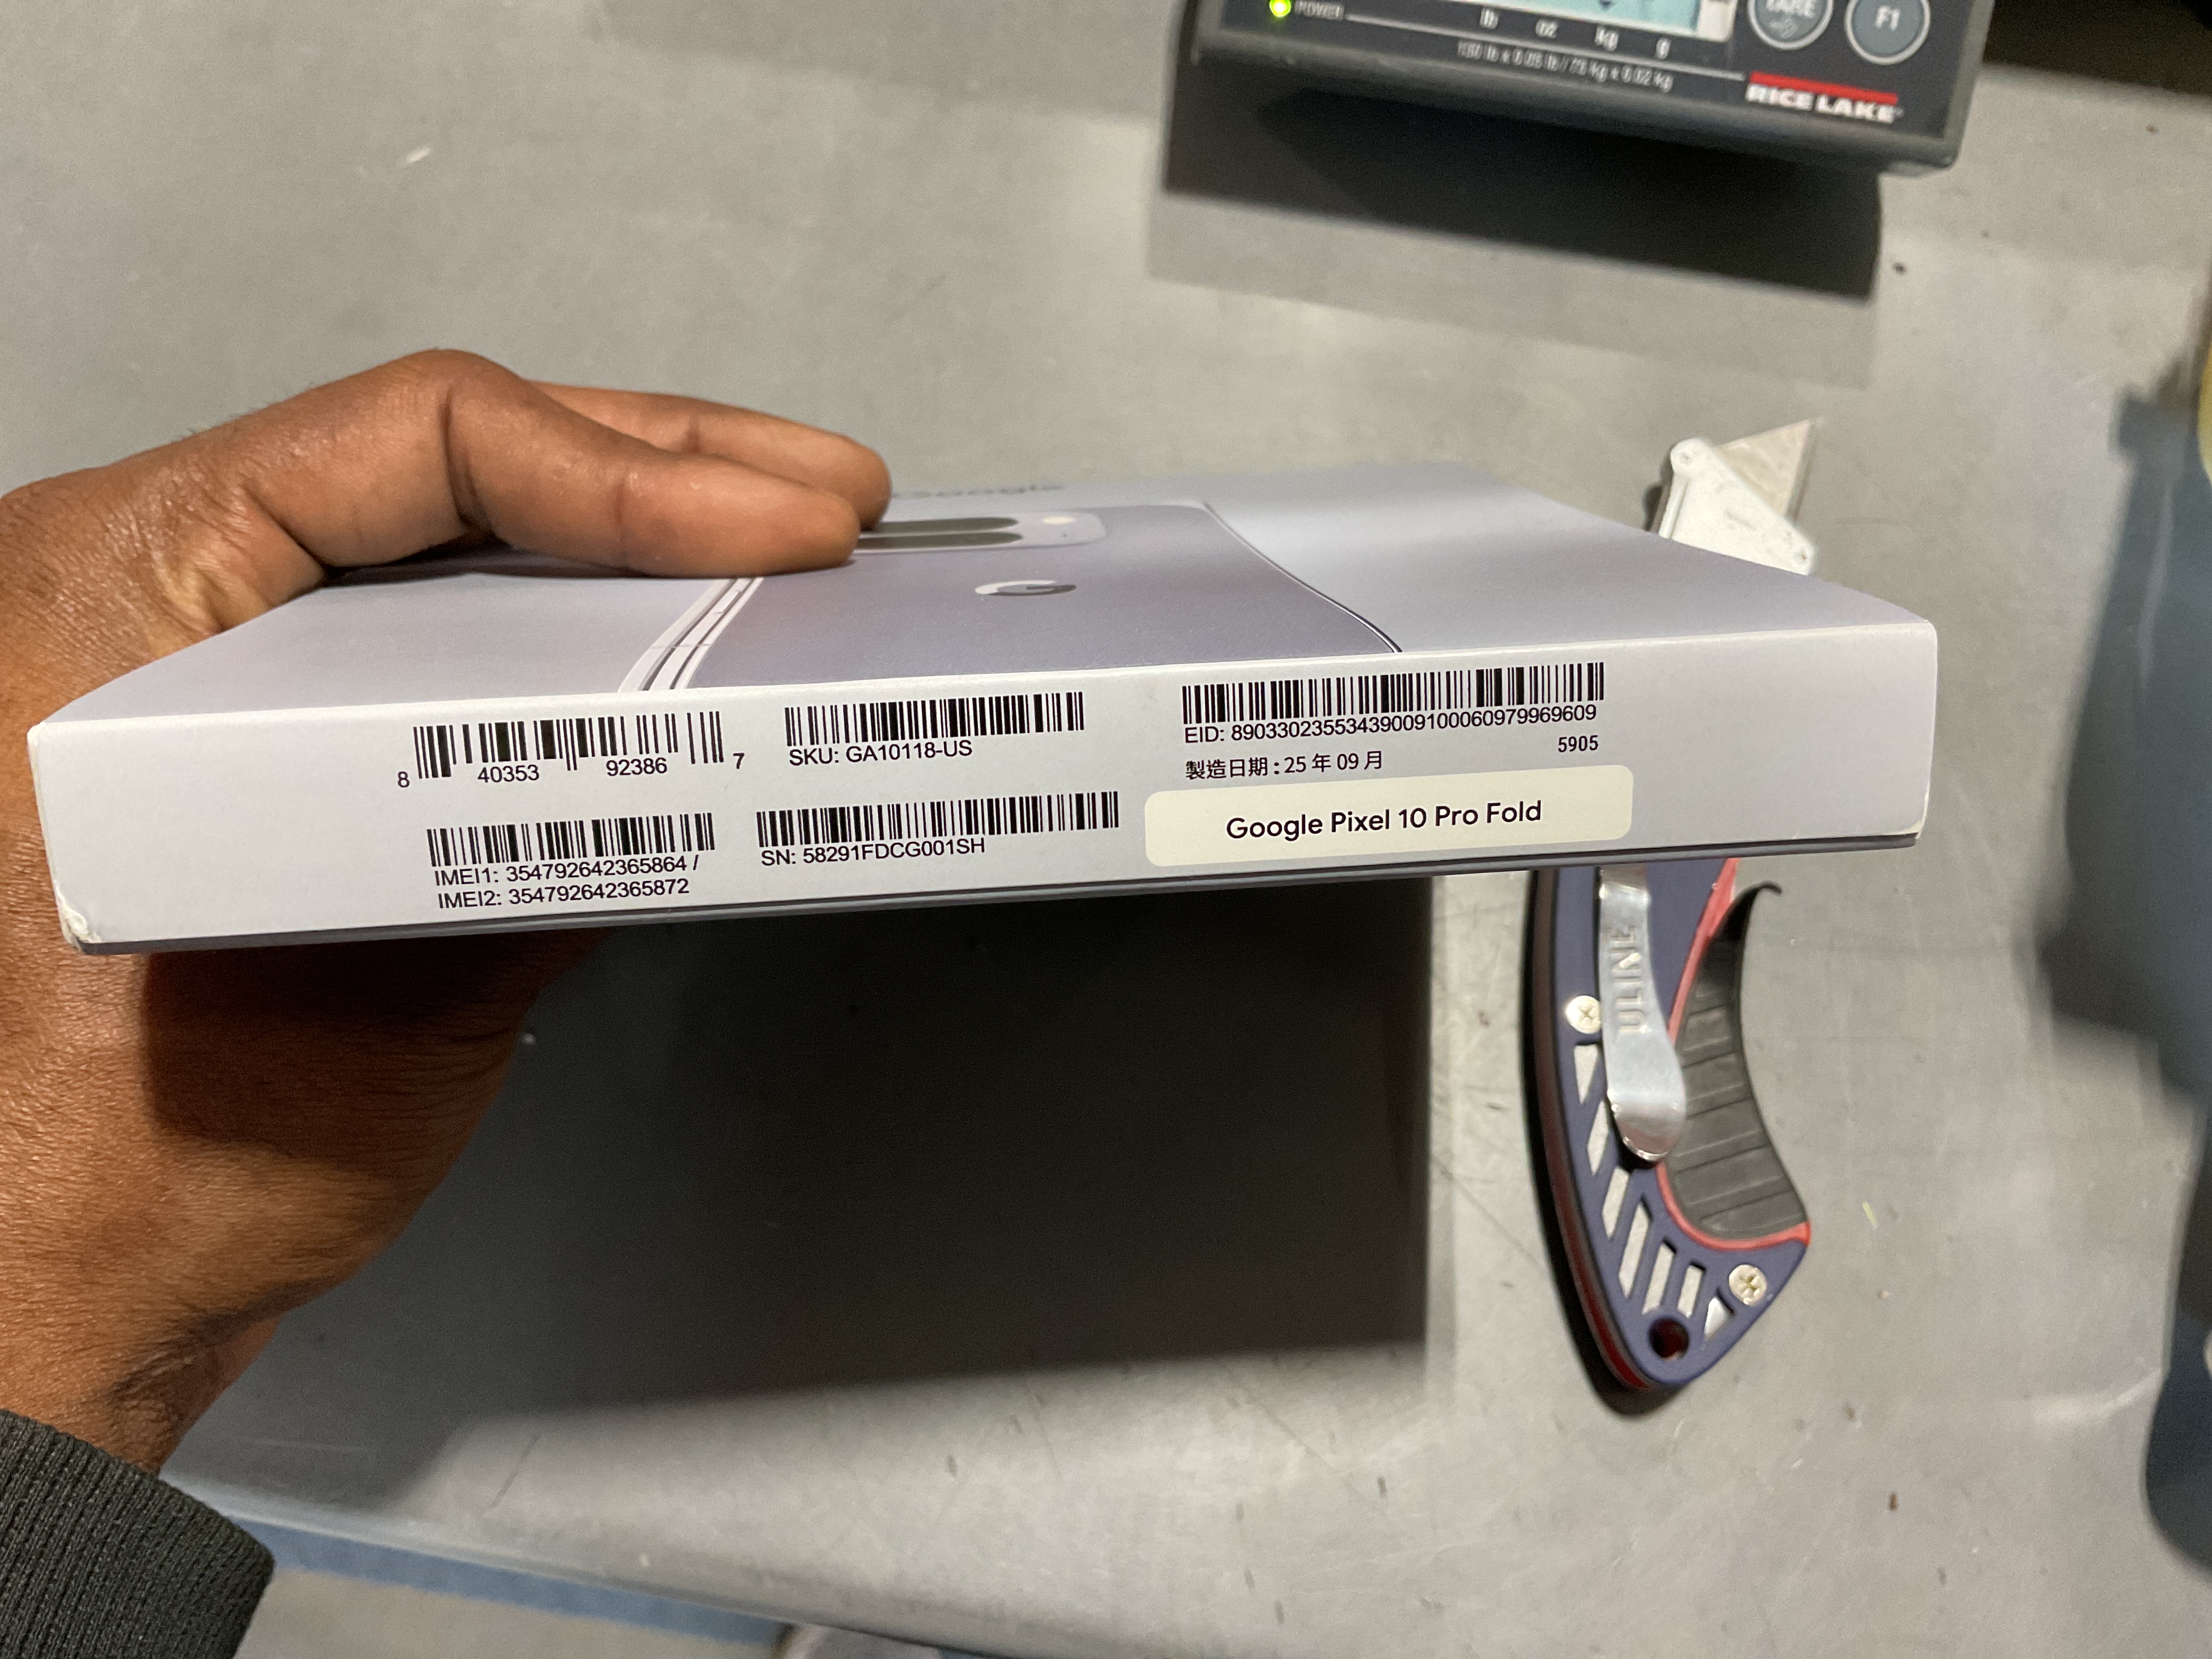 POWER
lb oz kg g
F1
RICE LAKE
Google
8 40353 92386 7
SKU: GA10118-US
EID: 89033023553439009100060979969609
製造日期 : 25 年 09 月
5905
IMEI1: 354792642365864 /
IMEI2: 354792642365872
SN: 58291FDCG001SH
Google Pixel 10 Pro Fold